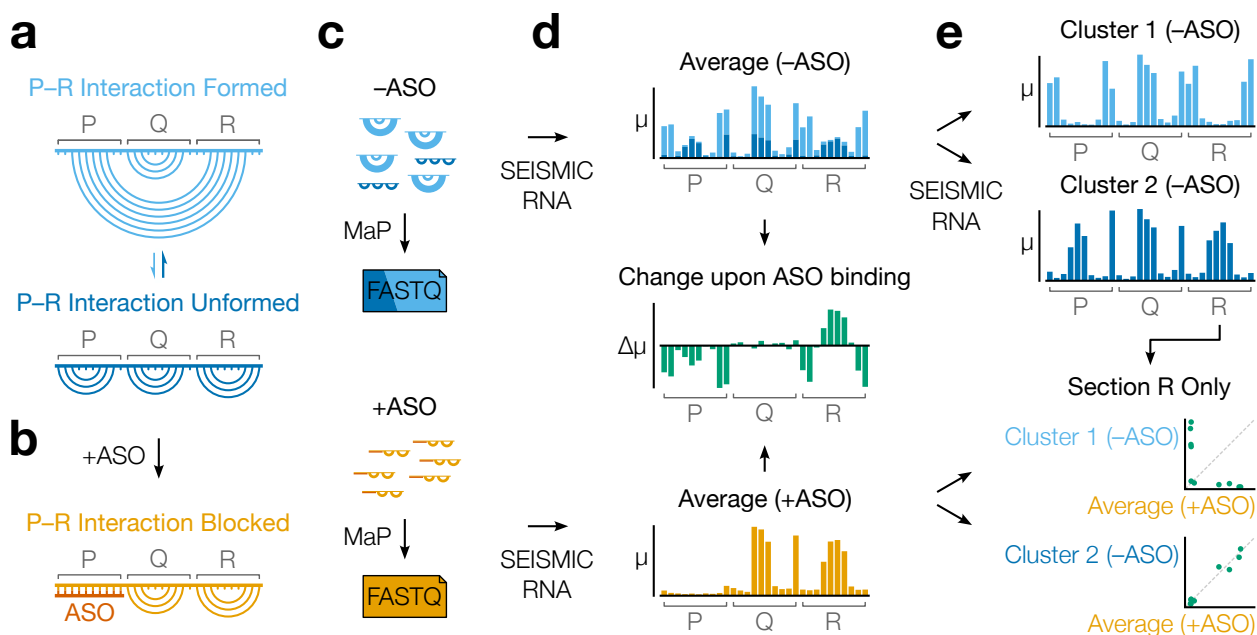 a
P–R Interaction Formed
P Q R
P–R Interaction Unformed
P Q R
b
+ASO
P–R Interaction Blocked
P Q R
ASO
c
–ASO
MaP
FASTQ
+ASO
MaP
FASTQ
SEISMIC
RNA
SEISMIC
RNA
d
Average (–ASO)
μ
P Q R
Change upon ASO binding
Δμ
P Q R
Average (+ASO)
μ
P Q R
e
Cluster 1 (–ASO)
μ
P Q R
SEISMIC
RNA
Cluster 2 (–ASO)
μ
P Q R
Section R Only
Cluster 1 (–ASO)
Average (+ASO)
Cluster 2 (–ASO)
Average (+ASO)